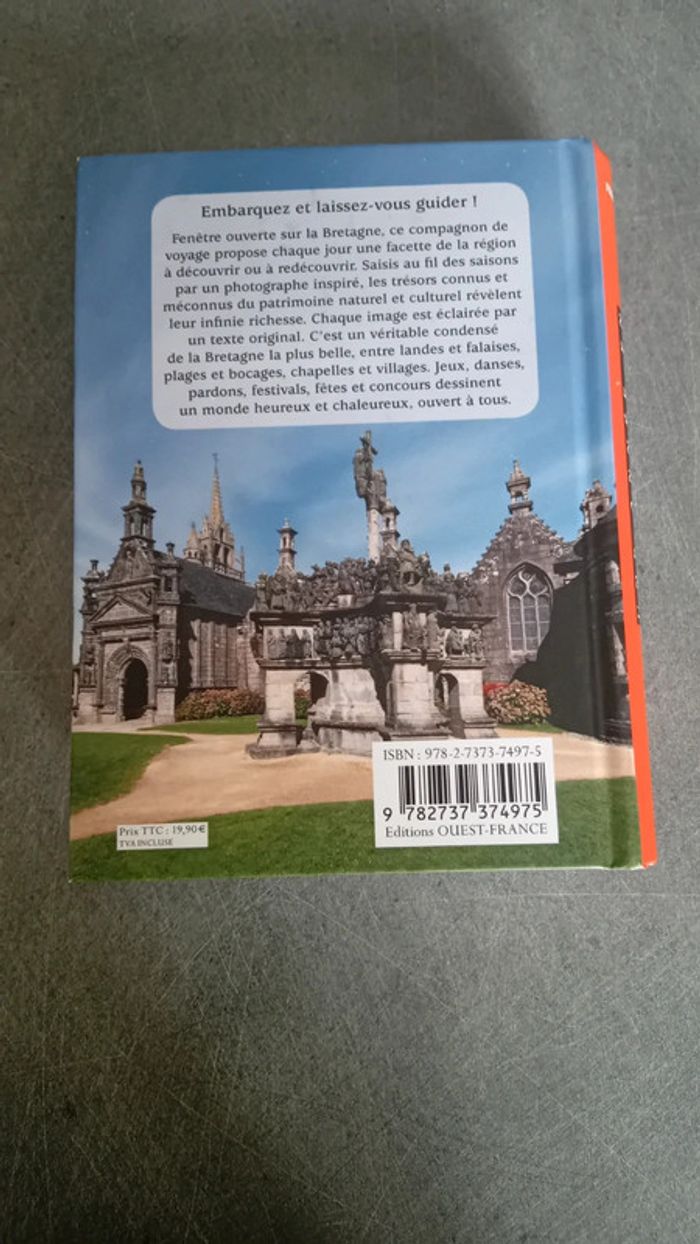 Embarquez et laissez-vous guider !
Fenêtre ouverte sur la Bretagne, ce compagnon de
voyage propose chaque jour une facette de la région
à découvrir ou à redécouvrir. Saisis au fil des saisons
par un photographe inspiré, les trésors connus et
méconnus du patrimoine naturel et culturel révèlent
leur infinie richesse. Chaque image est éclairée par
un texte original. C'est un véritable condensé
de la Bretagne la plus belle, entre landes et falaises,
plages et bocages, chapelles et villages. Jeux, danses,
pardons, festivals, fêtes et concours dessinent
un monde heureux et chaleureux, ouvert à tous.
ISBN : 978-2-7373-7497-5
9 782737 374975
Editions OUEST-FRANCE
Prix TTC : 19,90 €
TVA INCLUSE